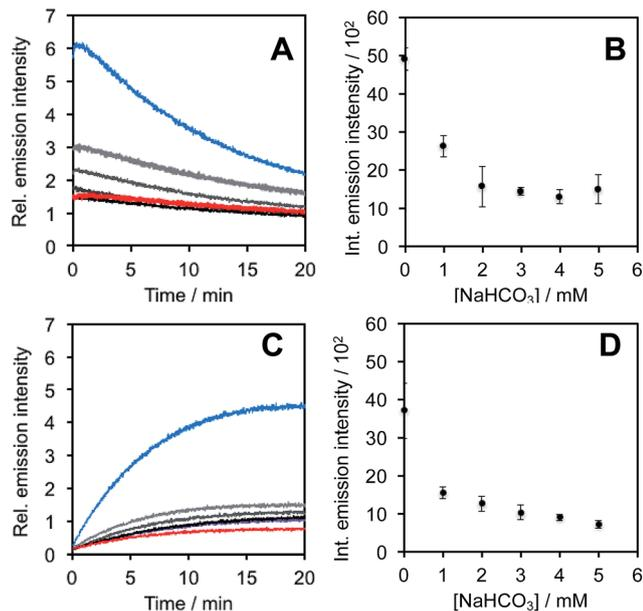 7
6
5
4
3
2
1
0
0 5 10 15 20
Rel. emission intensity
Time / min
A
60
50
40
30
20
10
0
0 1 2 3 4 5 6
Int. emission instensity / 10²
[NaHCO₃] / mM
B
7
6
5
4
3
2
1
0
0 5 10 15 20
Rel. emission intensity
Time / min
C
60
50
40
30
20
10
0
0 1 2 3 4 5 6
Int. emission intensity / 10²
[NaHCO₃] / mM
D